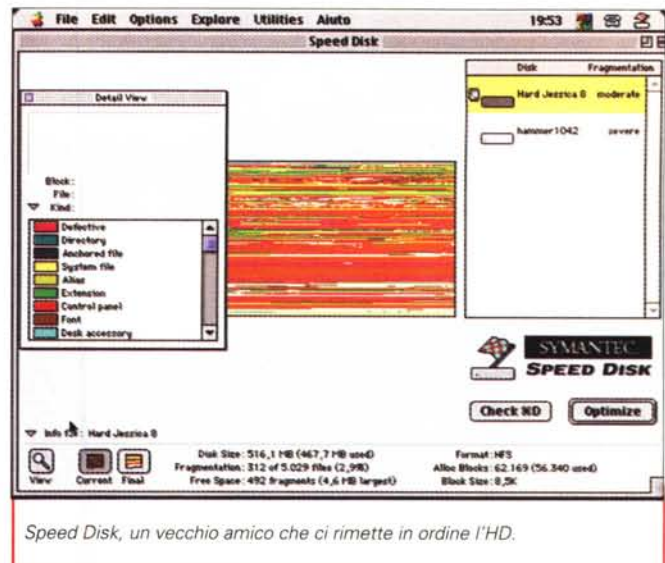 File Edit Options Explore Utilities Aiuto 19:53
Speed Disk
Disk Fragmentation
Hard Jessica 8 moderate
hammer1042 severe
Detail View
Block:
File:
Kind:
Defective
Directory
Anchored file
System file
Alias
Extension
Control panel
Font
Desk accessory
SYMANTEC
SPEED DISK
Check HD Optimize
Info for: Hard Jessica 8
View Current Final
Disk Size: 516,1 MB (467,7 MB used)
Fragmentation: 312 of 5.029 files (2,9%)
Free Space: 492 fragments (4,6 MB largest)
Format: HFS
Alloc Blocks: 62.169 (56.340 used)
Block Size: 8,5K
Speed Disk, un vecchio amico che ci rimette in ordine l'HD.